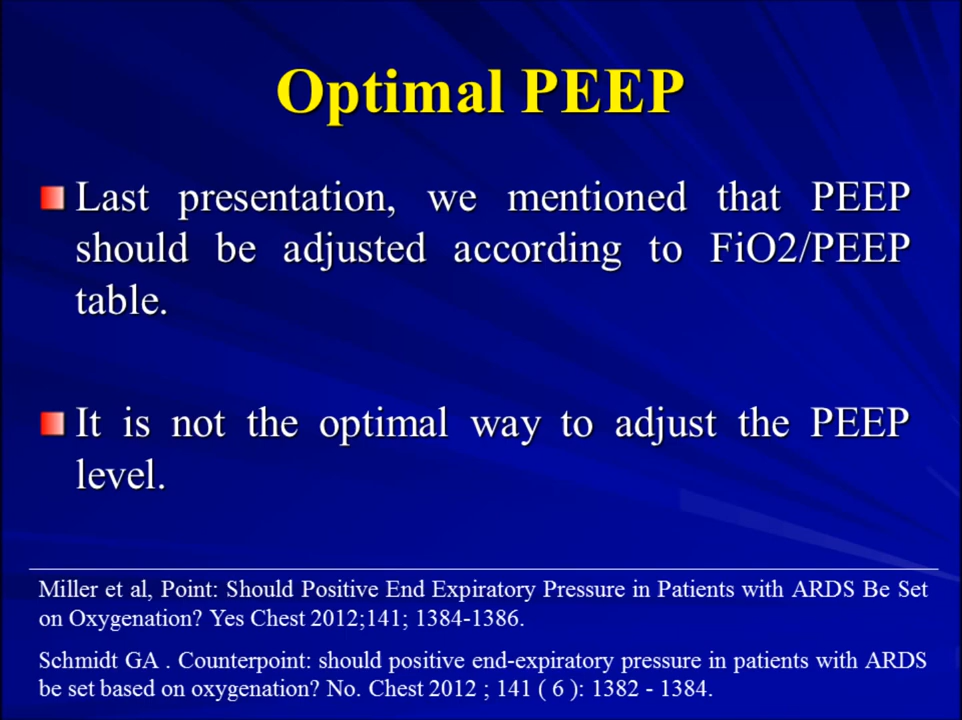 Optimal PEEP
Last presentation, we mentioned that PEEP
should be adjusted according to FiO2/PEEP
table.
It is not the optimal way to adjust the PEEP
level.
Miller et al, Point: Should Positive End Expiratory Pressure in Patients with ARDS Be Set
on Oxygenation? Yes Chest 2012;141; 1384-1386.
Schmidt GA . Counterpoint: should positive end-expiratory pressure in patients with ARDS
be set based on oxygenation? No. Chest 2012 ; 141 ( 6 ): 1382 - 1384.